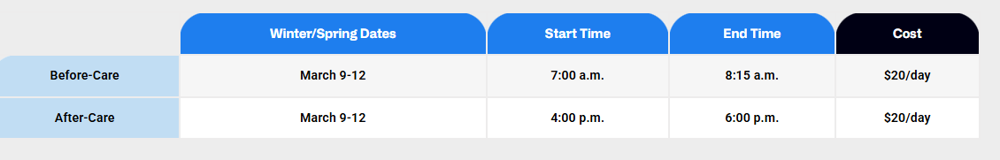 Winter/Spring Dates Start Time End Time Cost
Before-Care March 9-12 7:00 a.m. 8:15 a.m. $20/day
After-Care March 9-12 4:00 p.m. 6:00 p.m. $20/day